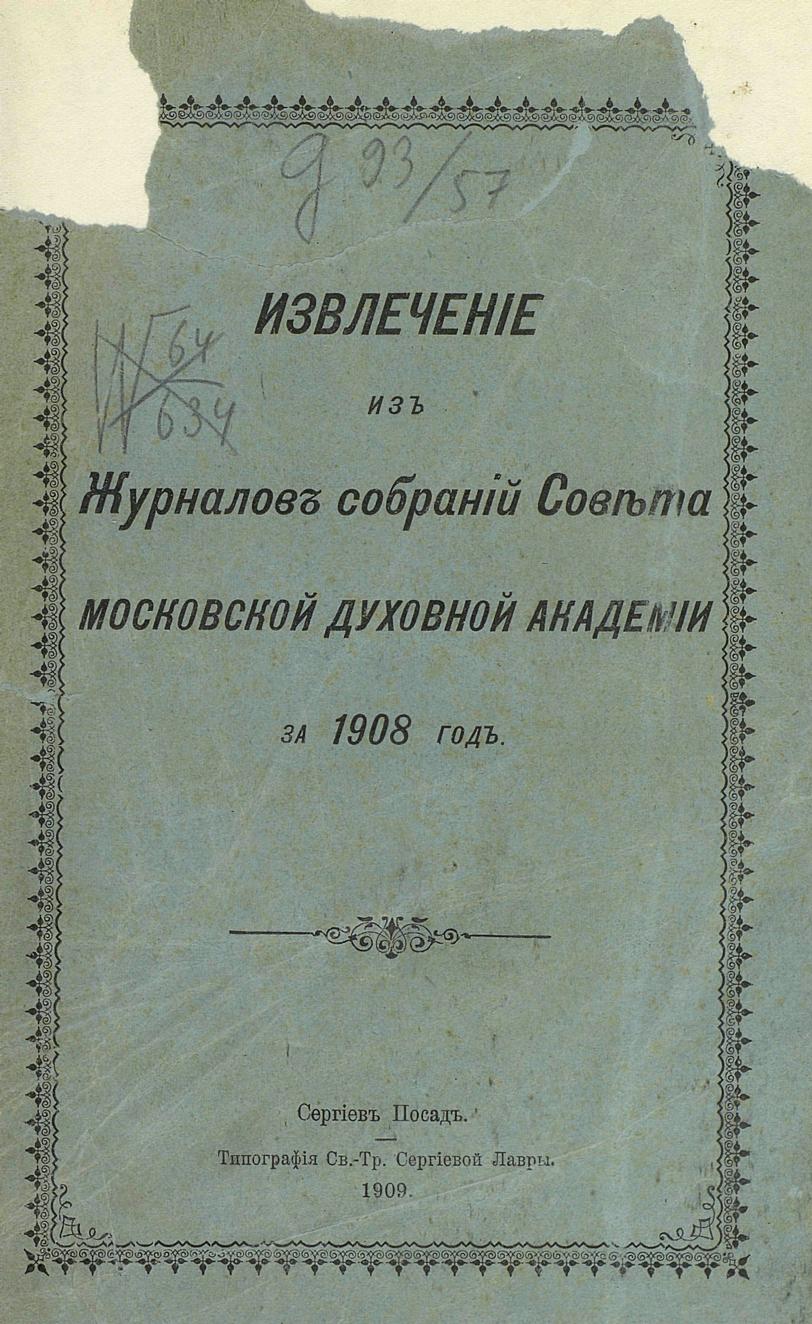 д 93/57
ИЗВЛЕЧЕНІЕ
64
634
ИЗЪ
Журналовъ собраній Совѣта
МОСКОВСКОЙ ДУХОВНОЙ АКАДЕМІИ
ЗА 1908 ГОДЪ.
Сергіевъ Посадъ.
Типографія Св.-Тр. Сергіевой Лавры.
1909.